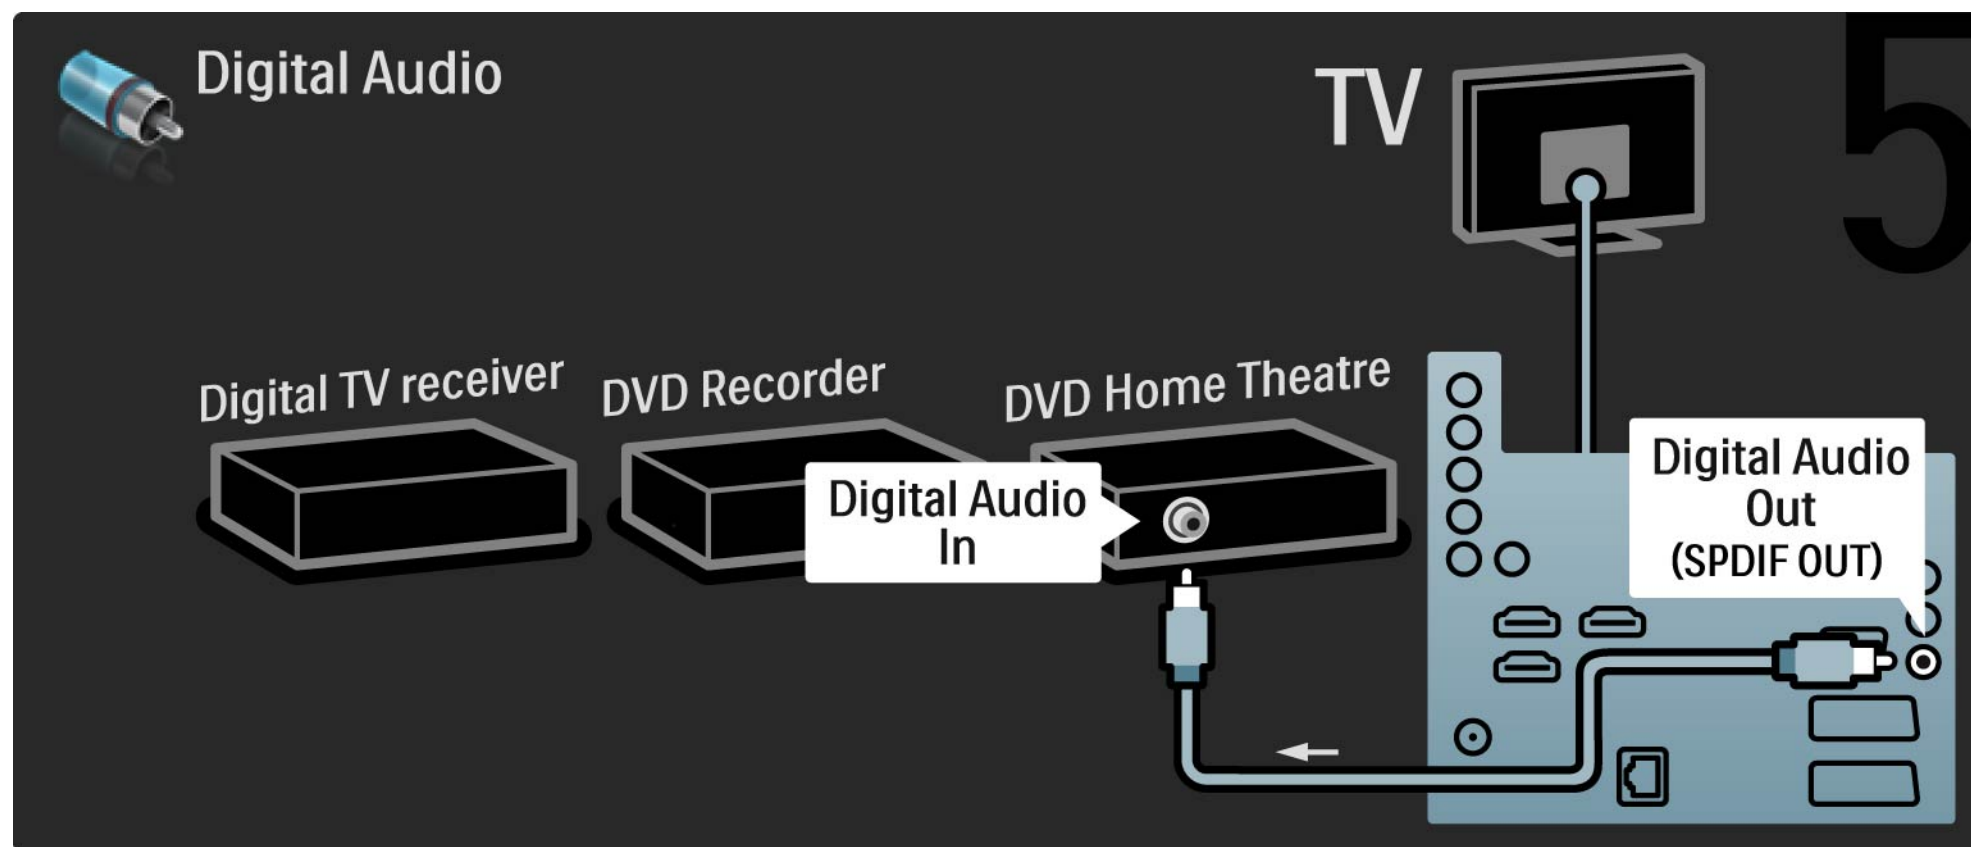 Digital Audio
TV
5
Digital TV receiver
DVD Recorder
DVD Home Theatre
Digital Audio
In
Digital Audio
Out
(SPDIF OUT)